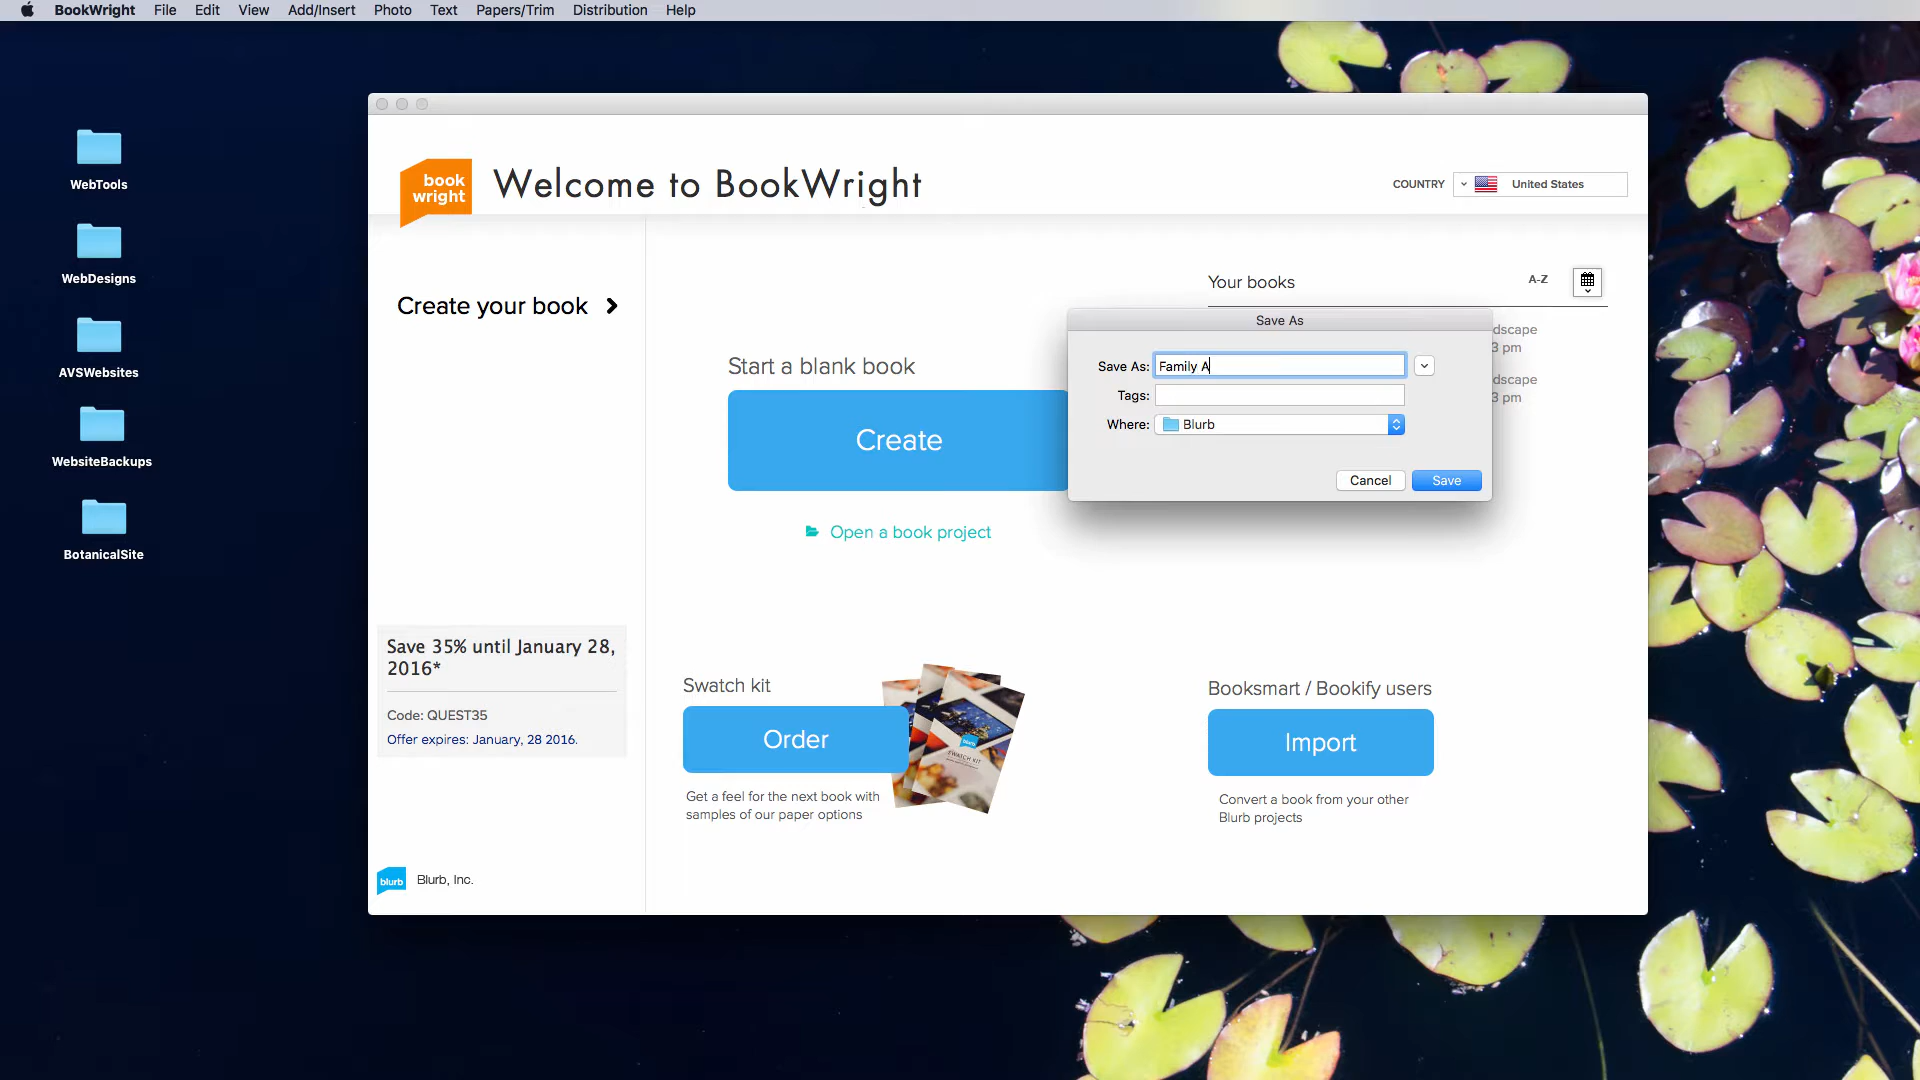 BookWright File Edit View Add/Insert Photo Text Papers/Trim Distribution Help
WebTools
WebDesigns
AVSWebsites
WebsiteBackups
BotanicalSite
book
wright
Welcome to BookWright
COUNTRY United States
Create your book
Start a blank book
Create
Open a book project
Your books
A-Z
dscape
3 pm
dscape
3 pm
Save As
Save As: Family A
Tags:
Where: Blurb
Cancel Save
Save 35% until January 28,
2016*
Code: QUEST35
Offer expires: January, 28 2016.
Swatch kit
Order
blurb
SWATCH KIT
Get a feel for the next book with
samples of our paper options
Booksmart / Bookify users
Import
Convert a book from your other
Blurb projects
blurb Blurb, Inc.